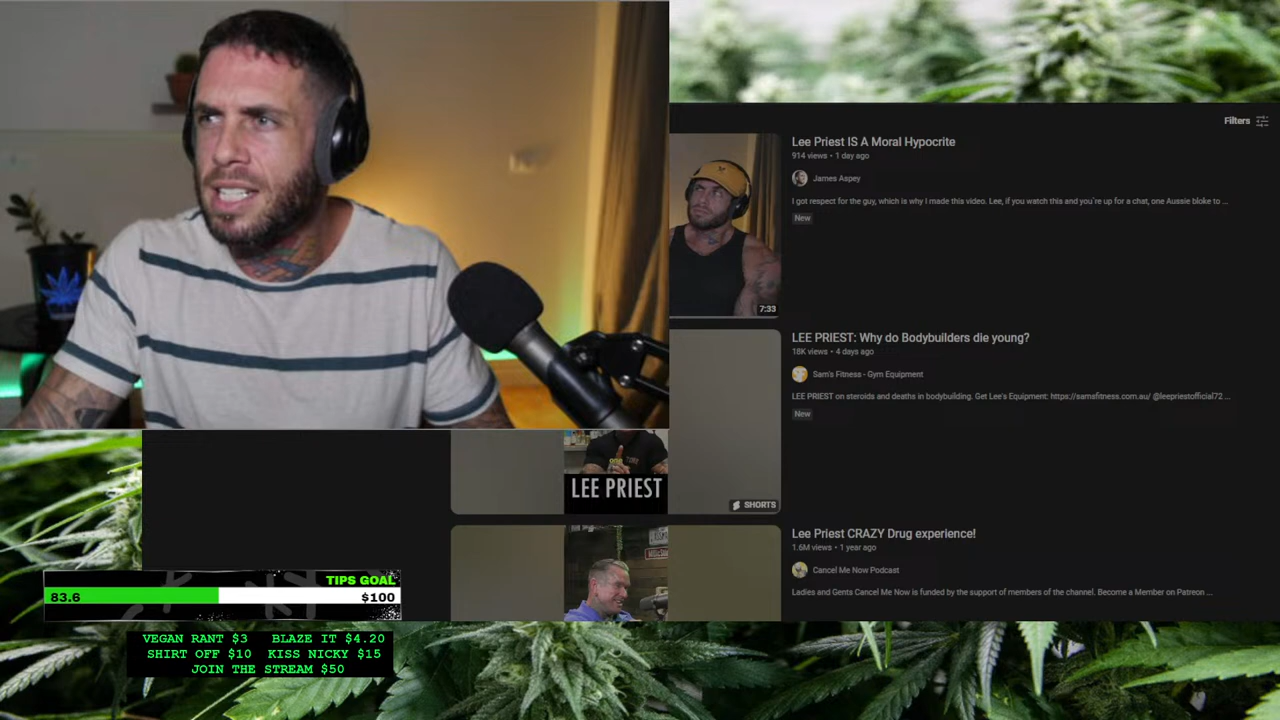 Filters
Lee Priest IS A Moral Hypocrite
914 views • 1 day ago
James Aspey
I got respect for the guy, which is why I made this video. Lee, if you watch this and you're up for a chat, one Aussie bloke to ...
New
7:33
LEE PRIEST: Why do Bodybuilders die young?
18K views • 4 days ago
Sam's Fitness - Gym Equipment
LEE PRIEST on steroids and deaths in bodybuilding. Get Lee's Equipment: https://samsfitness.com.au/ @leepriestofficial72 ...
New
LEE PRIEST
SHORTS
Lee Priest CRAZY Drug experience!
1.6M views • 1 year ago
Cancel Me Now Podcast
Ladies and Gents Cancel Me Now is funded by the support of members of the channel. Become a Member on Patreon ...
TIPS GOAL
83.6 $100
VEGAN RANT $3 BLAZE IT $4.20
SHIRT OFF $10 KISS NICKY $15
JOIN THE STREAM $50